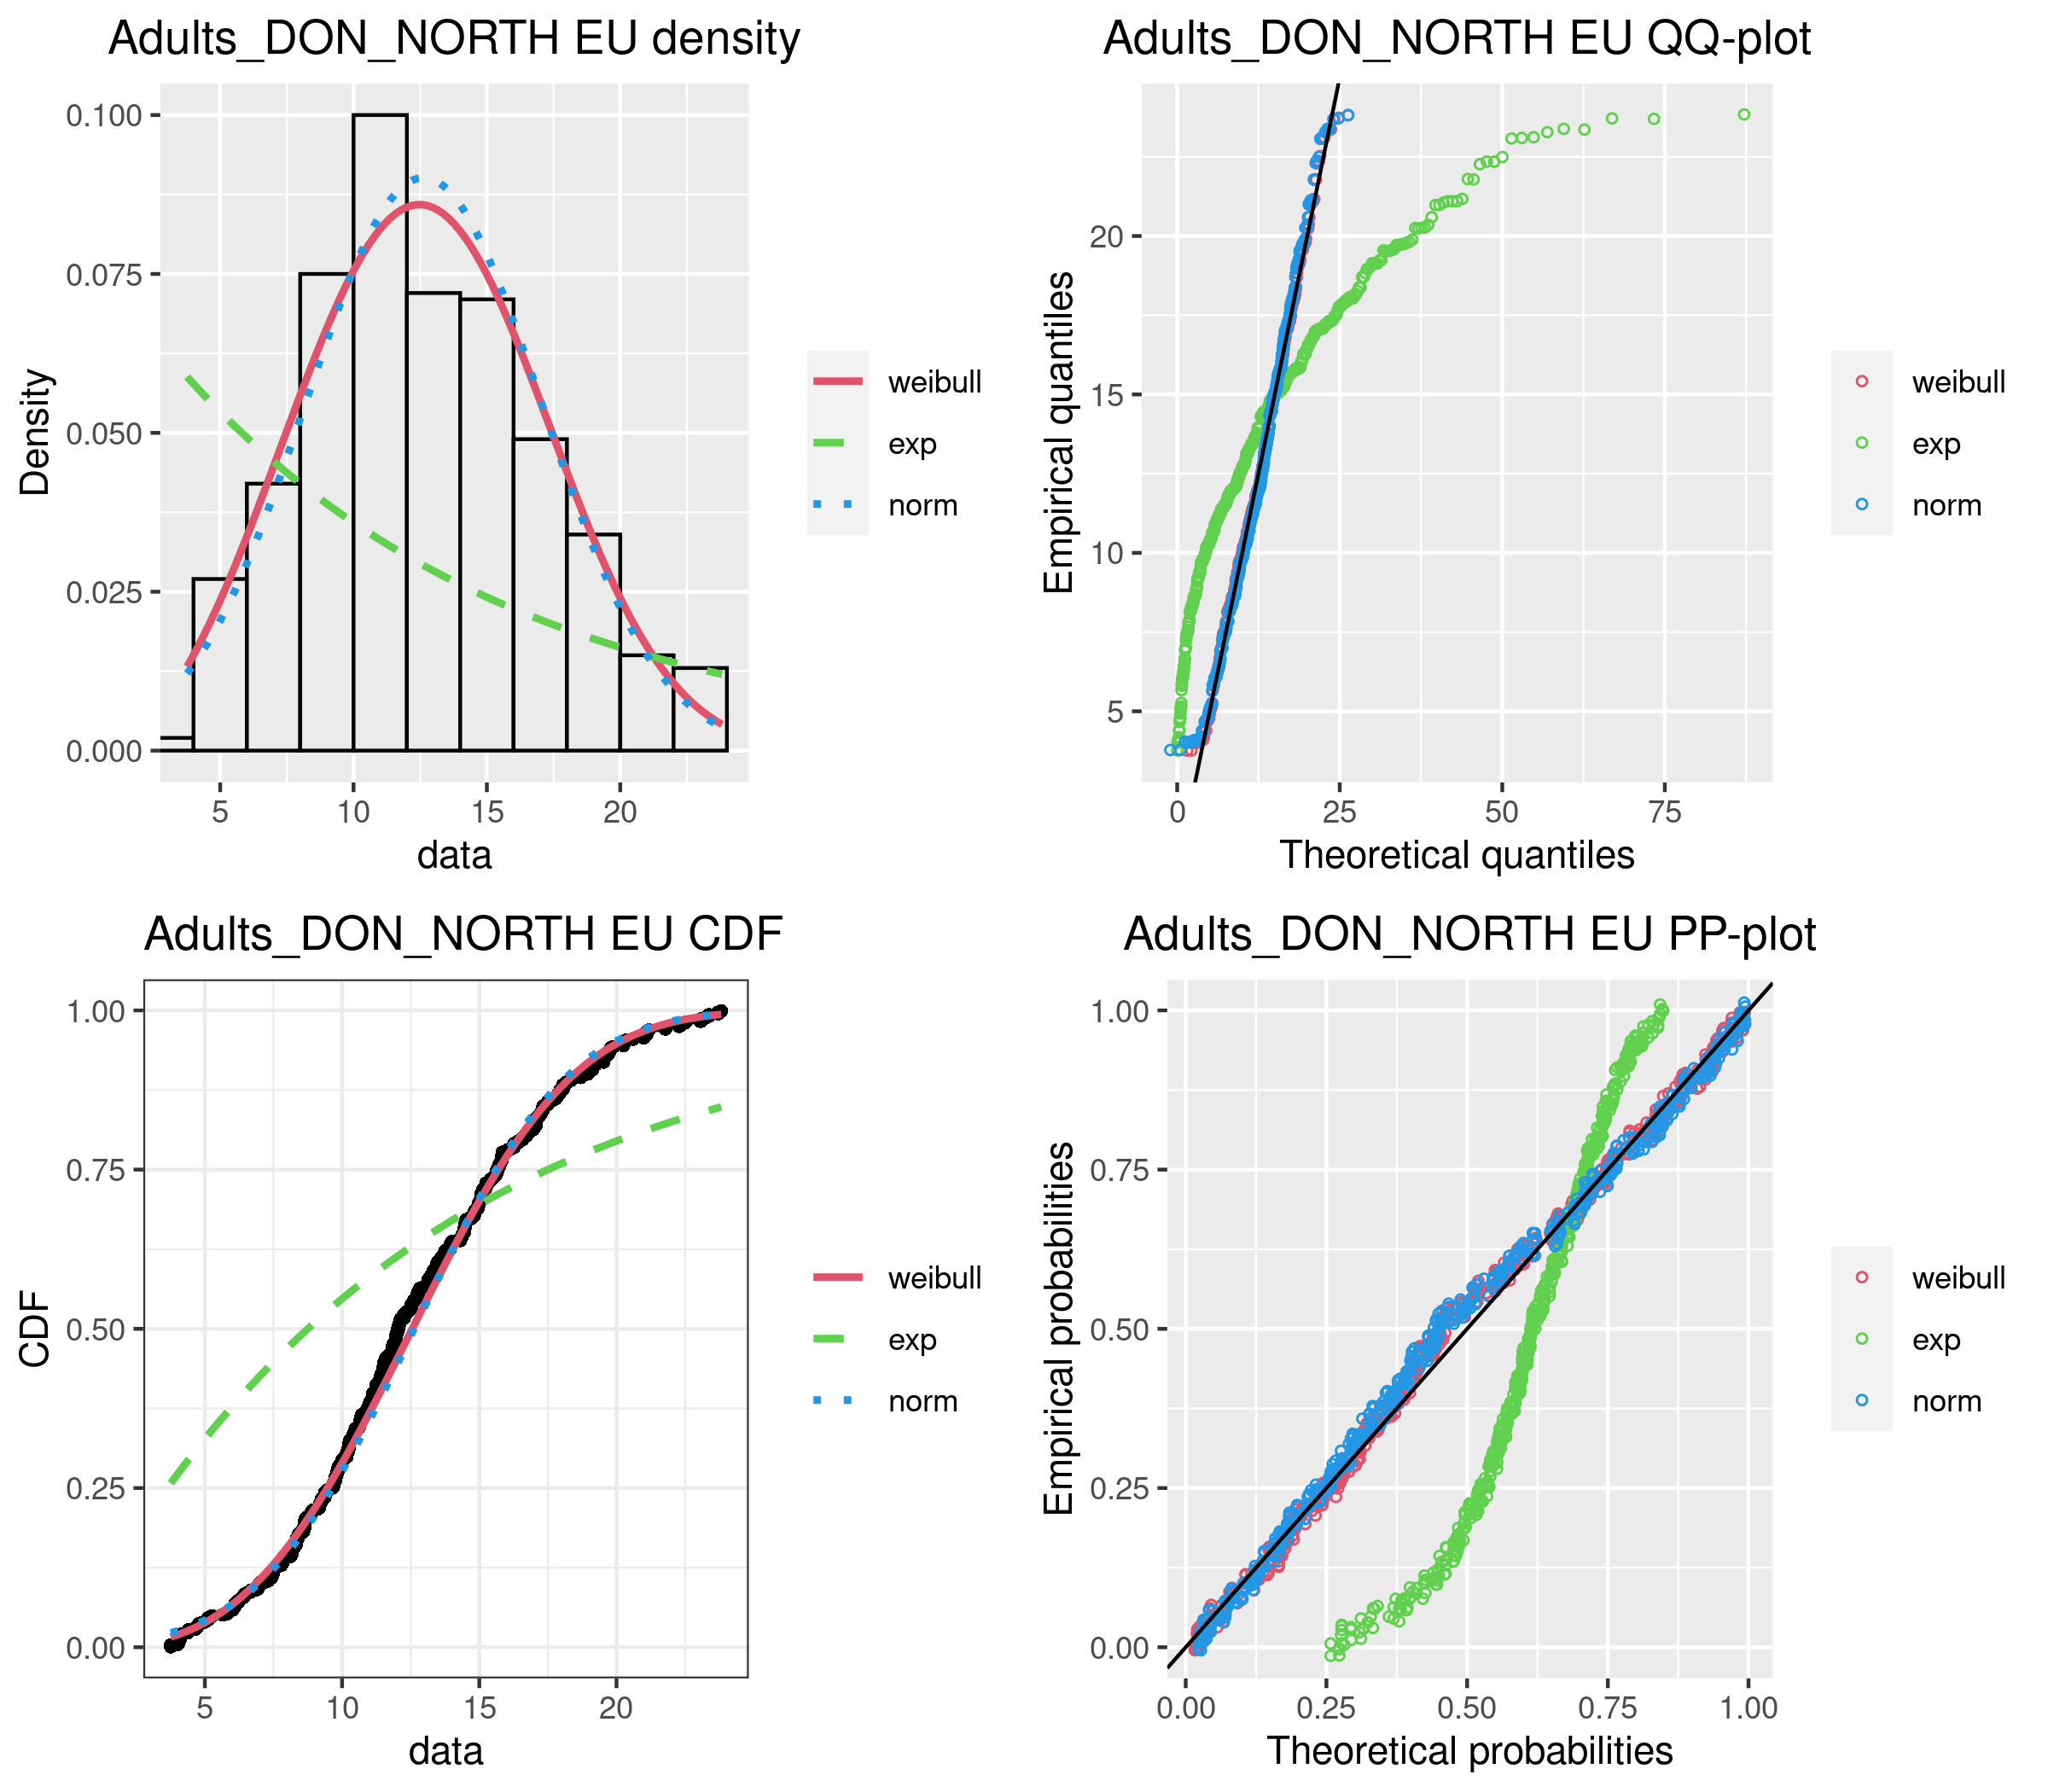 Adults_DON_NORTH EU density
Density
0.100
0.075
0.050
0.025
0.000
5 10 15 20
data
weibull
exp
norm
Adults_DON_NORTH EU QQ-plot
Empirical quantiles
20
15
10
5
0 25 50 75
Theoretical quantiles
weibull
exp
norm
Adults_DON_NORTH EU CDF
CDF
1.00
0.75
0.50
0.25
0.00
5 10 15 20
data
weibull
exp
norm
Adults_DON_NORTH EU PP-plot
Empirical probabilities
1.00
0.75
0.50
0.25
0.00
0.00 0.25 0.50 0.75 1.00
Theoretical probabilities
weibull
exp
norm